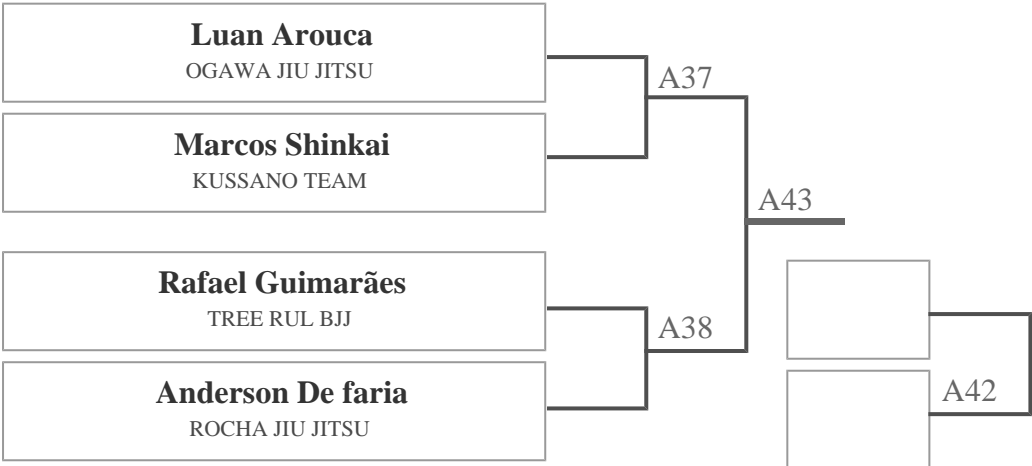 Luan Arouca
OGAWA JIU JITSU
A37
Marcos Shinkai
KUSSANO TEAM
A43
Rafael Guimarães
TREE RUL BJJ
A38
Anderson De faria
ROCHA JIU JITSU
A42